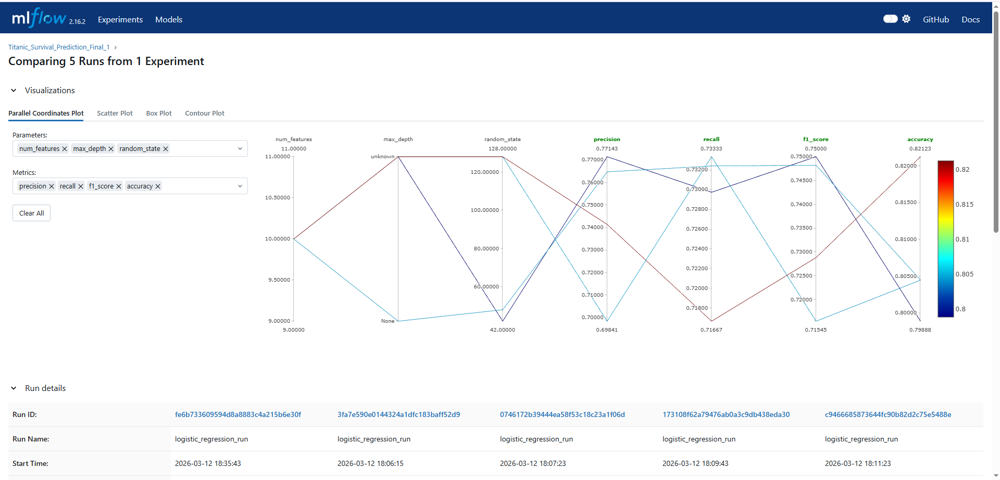 mlflow 2.16.2 Experiments Models GitHub Docs
Titanic_Survival_Prediction_Final_1 >
Comparing 5 Runs from 1 Experiment
Visualizations
Parallel Coordinates Plot Scatter Plot Box Plot Contour Plot
Parameters:
num_features × max_depth × random_state ×
Metrics:
precision × recall × f1_score × accuracy ×
Clear All
num_features max_depth random_state precision recall f1_score accuracy
11.00000 128.00000 0.77143 0.73333 0.75000 0.82123
11.00000
10.50000
10.00000
9.50000
9.00000
9.00000
unknown
None
120.00000
100.00000
80.00000
60.00000
42.00000
0.77000
0.76000
0.75000
0.74000
0.73000
0.72000
0.71000
0.70000
0.69841
0.73200
0.73000
0.72800
0.72600
0.72400
0.72200
0.72000
0.71800
0.71667
0.75000
0.74500
0.74000
0.73500
0.73000
0.72500
0.72000
0.71545
0.82000
0.81500
0.81000
0.80500
0.80000
0.79888
0.82
0.815
0.81
0.805
0.8
Run details
Run ID: fe6b733609594d8a8883c4a215b6e30f 3fa7e590e0144324a1dfc183baff52d9 0746172b39444ea58f53c18c23a1f06d 173108f62a79476ab0a3c9db438eda30 c9466685873644fc90b82d2c75e5488e
Run Name: logistic_regression_run logistic_regression_run logistic_regression_run logistic_regression_run logistic_regression_run
Start Time: 2026-03-12 18:35:43 2026-03-12 18:06:15 2026-03-12 18:07:23 2026-03-12 18:09:43 2026-03-12 18:11:23